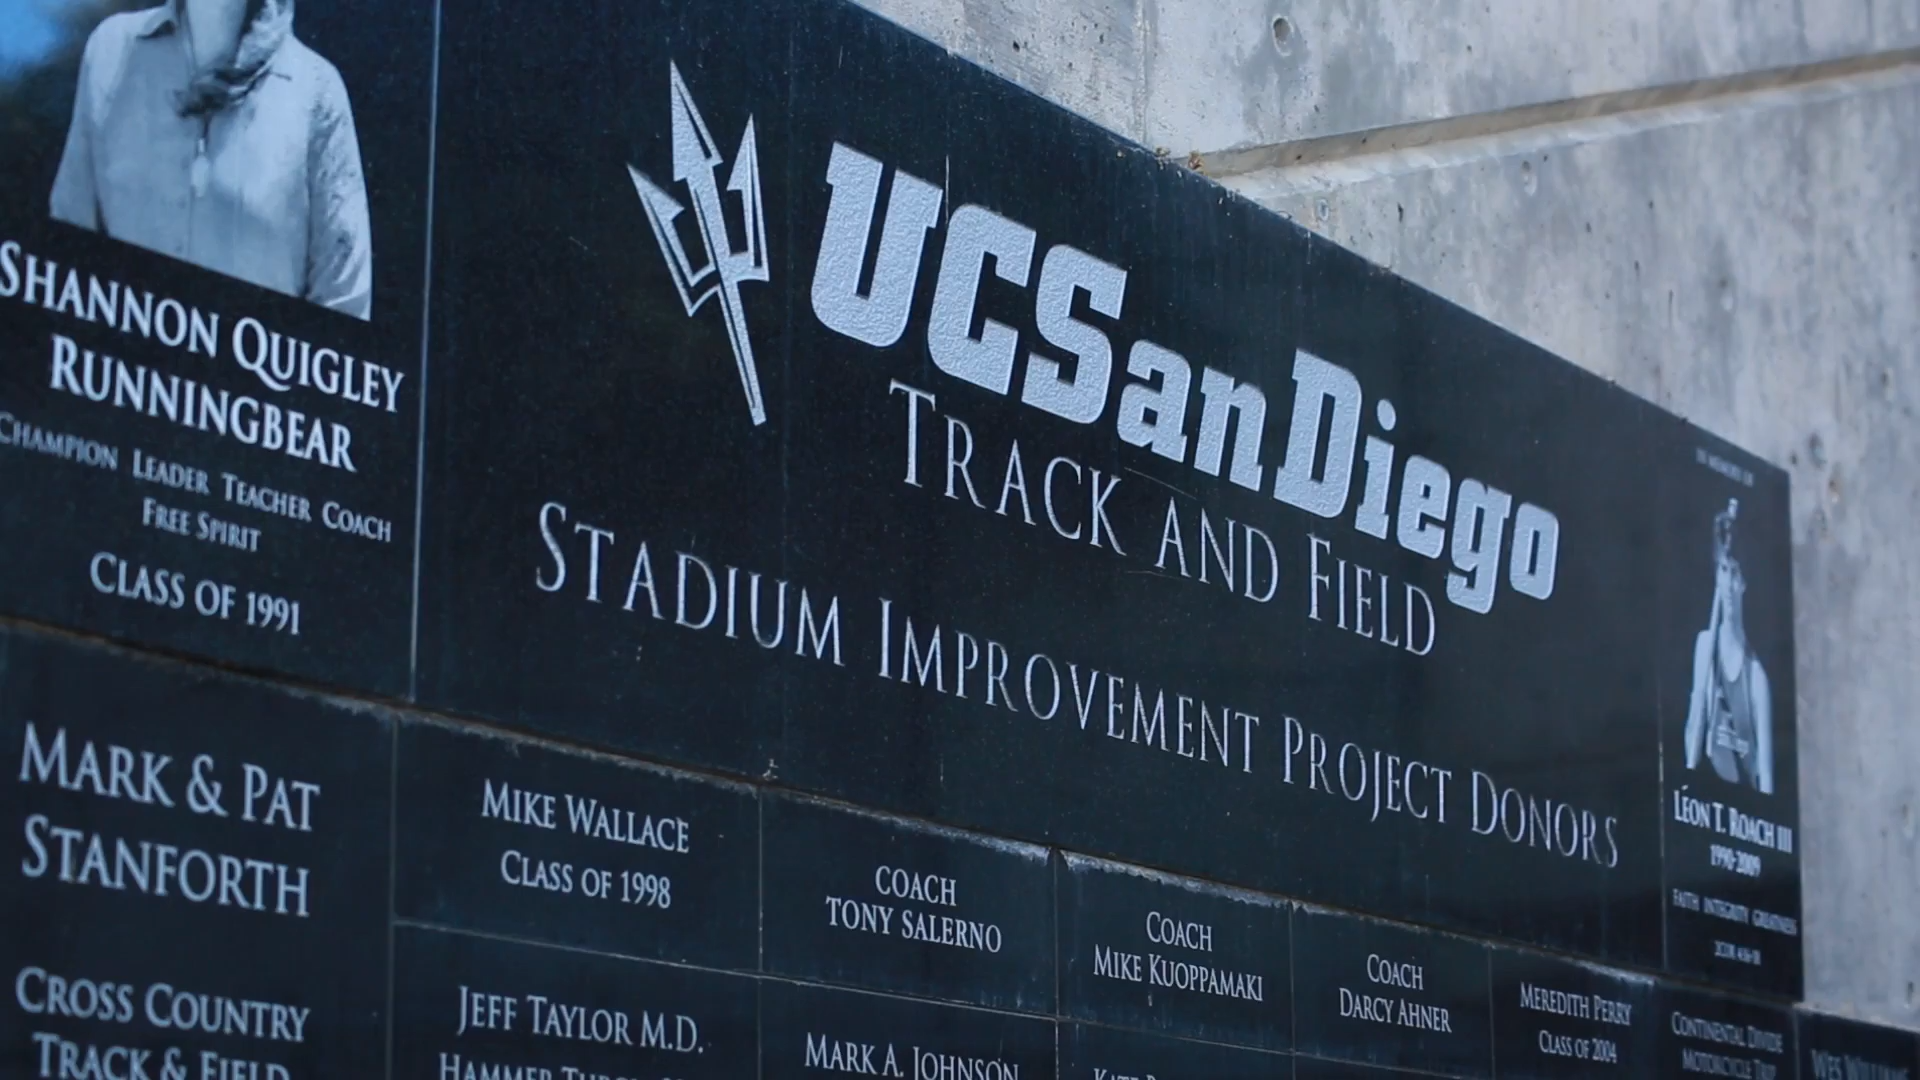 SHANNON QUIGLEY
RUNNINGBEAR
CHAMPION LEADER TEACHER COACH
FREE SPIRIT
CLASS OF 1991
UCSanDiego
TRACK AND FIELD
STADIUM IMPROVEMENT PROJECT DONORS
LÉON T. ROACH III
1990-2009
FAITH INTEGRITY GREATNESS
MARK & PAT
STANFORTH
MIKE WALLACE
CLASS OF 1998
COACH
TONY SALERNO
COACH
MIKE KUOPPAMAKI
COACH
DARCY AHNER
MEREDITH PERRY
CLASS OF 2004
CONTINENTAL DIVIDE
MOTORCYCLE TRIP
WES
CROSS COUNTRY
TRACK & FIELD
JEFF TAYLOR M.D.
HAMMER
MARK A. JOHNSON
KATE